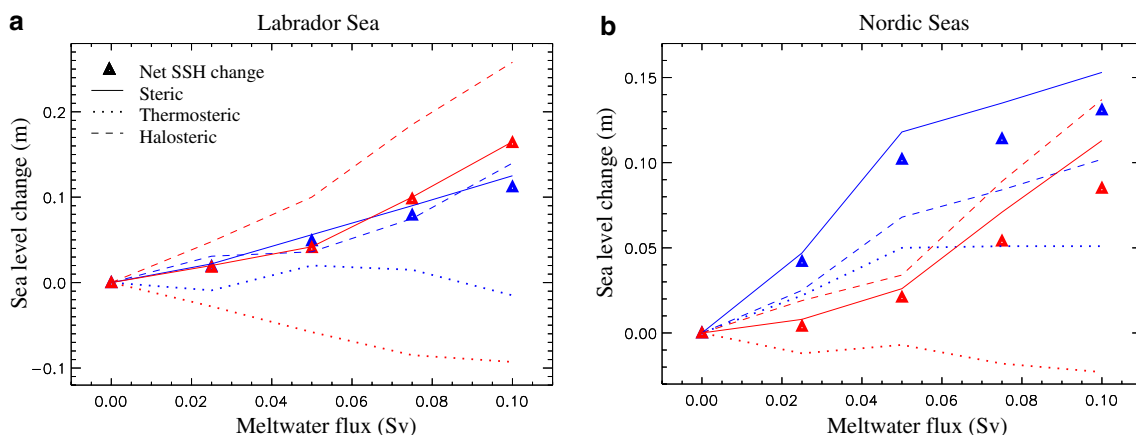 a
Labrador Sea
Net SSH change
Steric
Thermosteric
Halosteric
Sea level change (m)
0.2
0.1
0.0
−0.1
0.00 0.02 0.04 0.06 0.08 0.10
Meltwater flux (Sv)
b
Nordic Seas
Sea level change (m)
0.15
0.10
0.05
0.00
0.00 0.02 0.04 0.06 0.08 0.10
Meltwater flux (Sv)